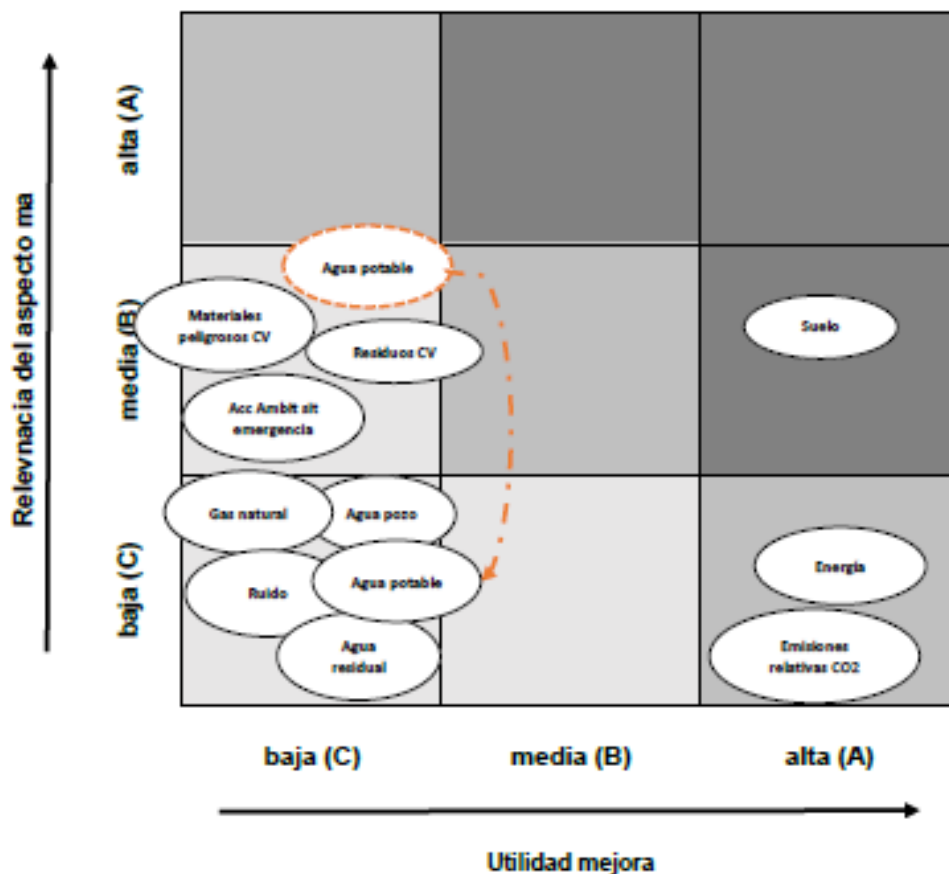 Relevnacia del aspecto ma
alta (A)
media (B)
baja (C)
Agua potable
Materiales
peligrosos CV
Residuos CV
Suelo
Acc Ambit sit
emergencia
Gas natural
Agua pozo
Ruido
Agua potable
Energía
Agua
residual
Emisiones
relativas CO2
baja (C)
media (B)
alta (A)
Utilidad mejora